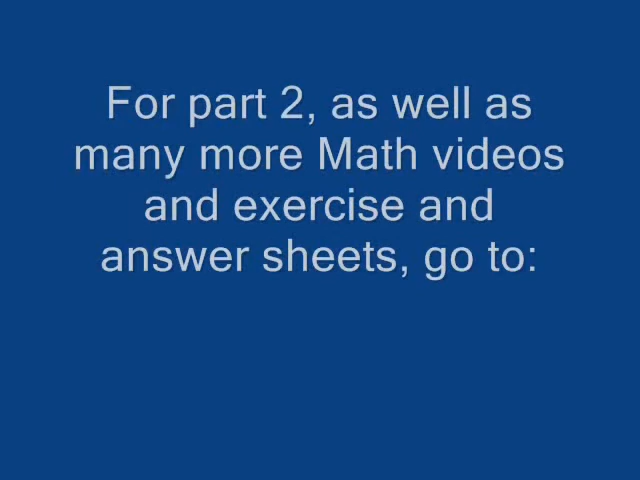 For part 2, as well as
many more Math videos
and exercise and
answer sheets, go to: